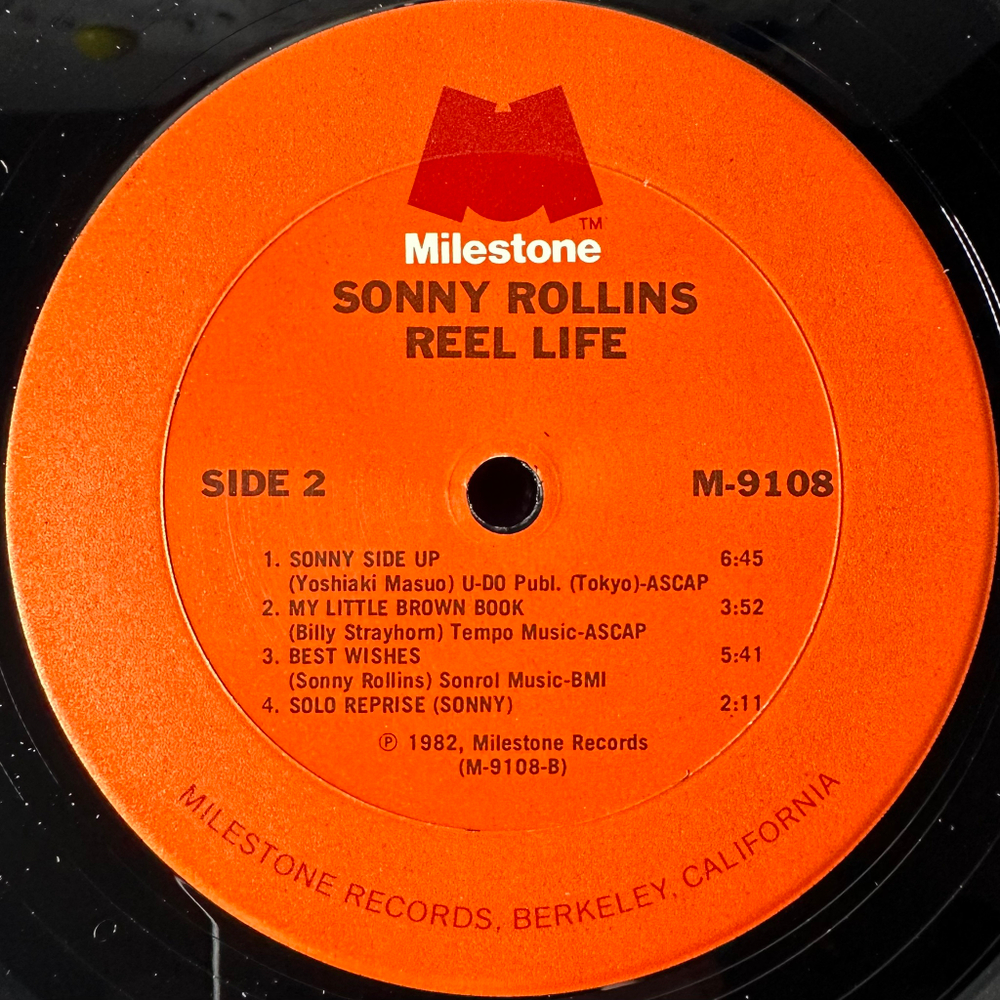 TM
Milestone
SONNY ROLLINS
REEL LIFE
SIDE 2 M-9108
1. SONNY SIDE UP 6:45
(Yoshiaki Masuo) U-DO Publ. (Tokyo)-ASCAP
2. MY LITTLE BROWN BOOK 3:52
(Billy Strayhorn) Tempo Music-ASCAP
3. BEST WISHES 5:41
(Sonny Rollins) Sonrol Music-BMI
4. SOLO REPRISE (SONNY) 2:11
℗ 1982, Milestone Records
(M-9108-B)
MILESTONE RECORDS, BERKELEY, CALIFORNIA